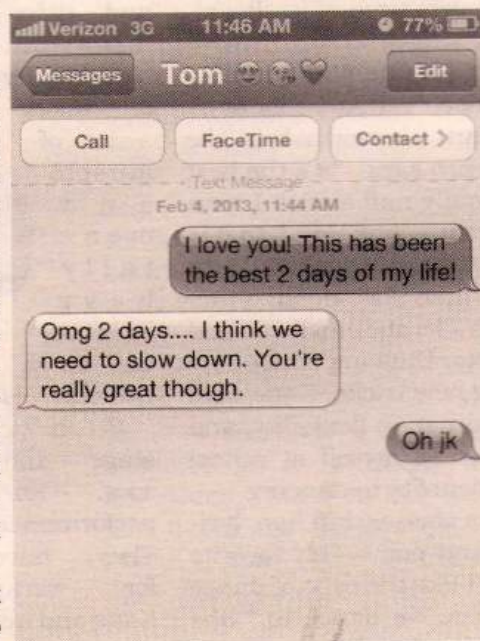 Verizon 3G 11:46 AM 77%
Messages Tom Edit
Call FaceTime Contact >
Text Message
Feb 4, 2013, 11:44 AM
I love you! This has been
the best 2 days of my life!
Omg 2 days.... I think we
need to slow down. You're
really great though.
Oh jk